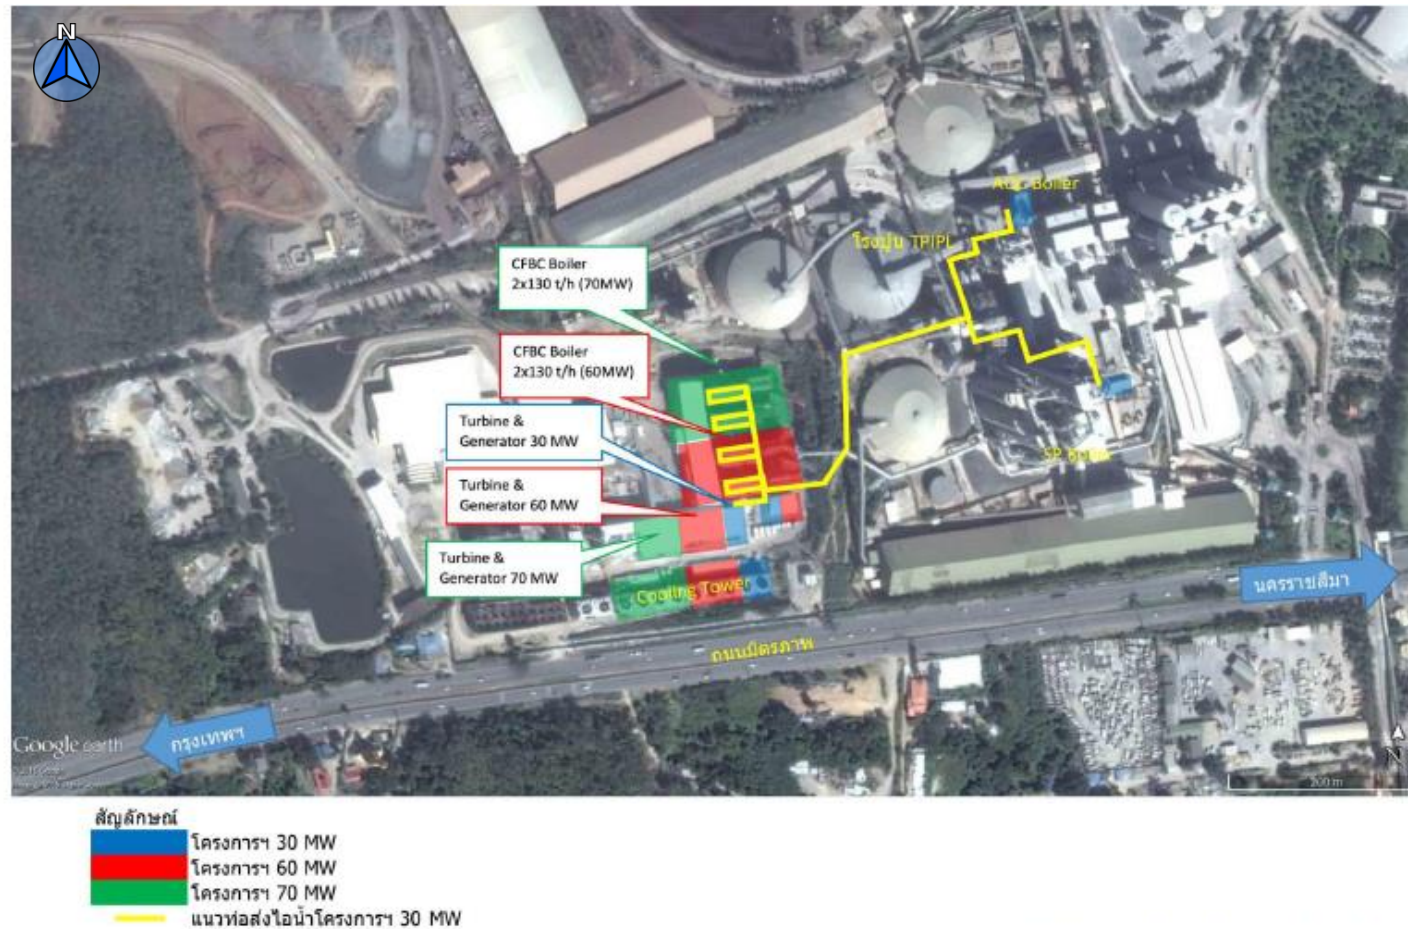 N
AQC Boiler
โรงปูน TPIPL
CFBC Boiler
2x130 t/h (70MW)
CFBC Boiler
2x130 t/h (60MW)
Turbine &
Generator 30 MW
Turbine &
Generator 60 MW
Turbine &
Generator 70 MW
Cooling Tower
นครราชสีมา
ถนนมิตรภาพ
กรุงเทพฯ
Google earth
N
200 m
สัญลักษณ์
โครงการฯ 30 MW
โครงการฯ 60 MW
โครงการฯ 70 MW
แนวท่อส่งไอน้ำโครงการฯ 30 MW